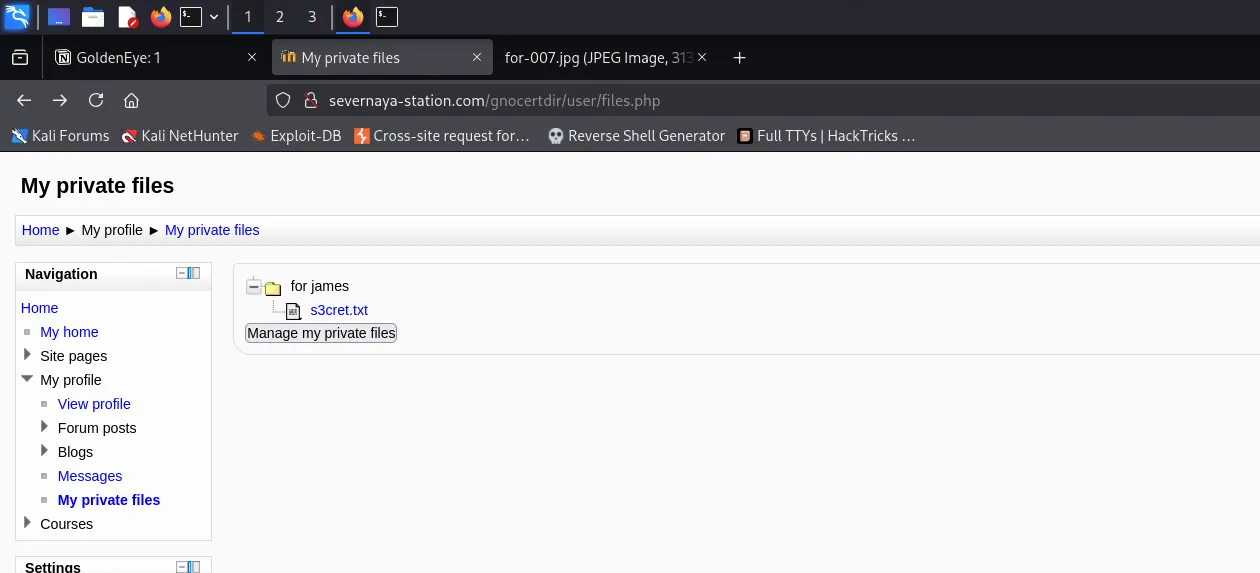 1 2 3
GoldenEye: 1 My private files for-007.jpg (JPEG Image, 313
severnaya-station.com/gnocertdir/user/files.php
Kali Forums Kali NetHunter Exploit-DB Cross-site request for… Reverse Shell Generator Full TTYs | HackTricks …
My private files
Home ► My profile ► My private files
Navigation
for james
Home
s3cret.txt
My home
Manage my private files
Site pages
My profile
View profile
Forum posts
Blogs
Messages
My private files
Courses
Settings